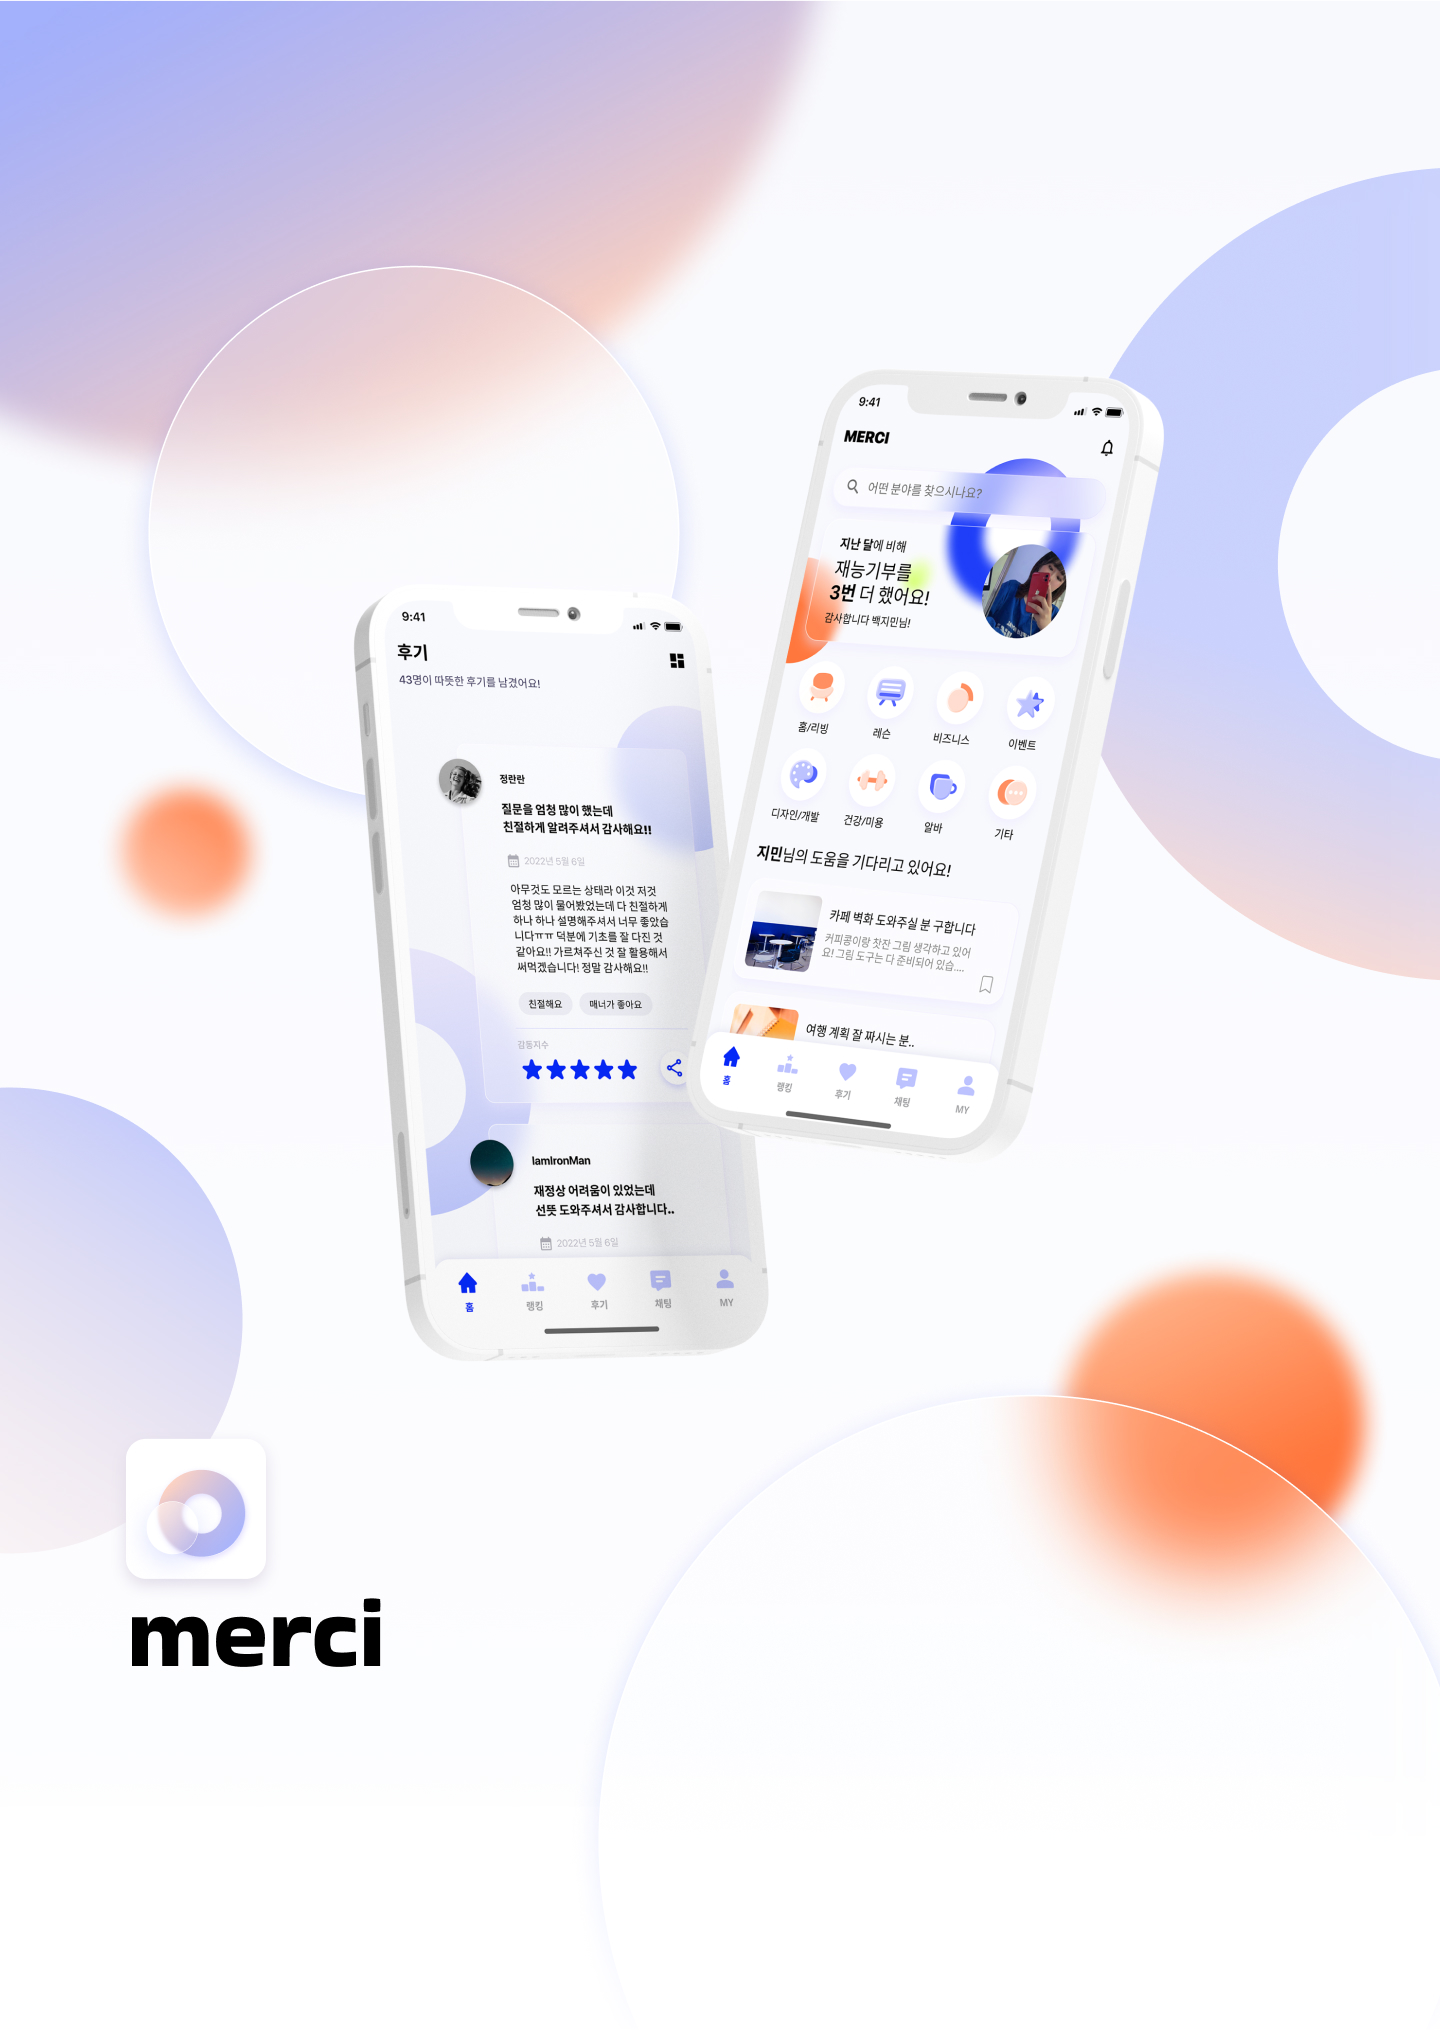 9:41
후기
43명이 따뜻한 후기를 남겼어요!
정란란
질문을 엄청 많이 했는데
친절하게 알려주셔서 감사해요!!
2022년 5월 6일
아무것도 모르는 상태라 이것 저것
엄청 많이 물어봤었는데 다 친절하게
하나 하나 설명해주셔서 너무 좋았습
니다ㅠㅠ 덕분에 기초를 잘 다진 것
같아요!! 가르쳐주신 것 잘 활용해서
써먹겠습니다! 정말 감사해요!!
친절해요 매너가 좋아요
감동지수
IamIronMan
재정상 어려움이 있었는데
선뜻 도와주셔서 감사합니다..
2022년 5월 6일
홈 랭킹 후기 채팅 MY
9:41
MERCI
어떤 분야를 찾으시나요?
지난 달에 비해
재능기부를
3번 더 했어요!
감사합니다 백지민님!
홈/리빙 레슨 비즈니스 이벤트
디자인/개발 건강/미용 알바 기타
지민님의 도움을 기다리고 있어요!
카페 벽화 도와주실 분 구합니다
커피콩이랑 찻잔 그림 생각하고 있어
요! 그림 도구는 다 준비되어 있습....
여행 계획 잘 짜시는 분..
홈 랭킹 후기 채팅 MY
merci